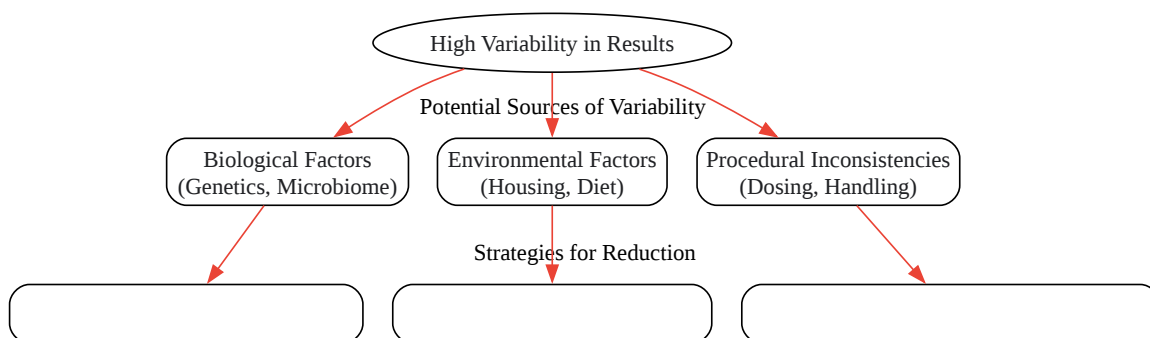 High Variability in Results
Potential Sources of Variability
Biological Factors
(Genetics, Microbiome)
Environmental Factors
(Housing, Diet)
Procedural Inconsistencies
(Dosing, Handling)
Strategies for Reduction